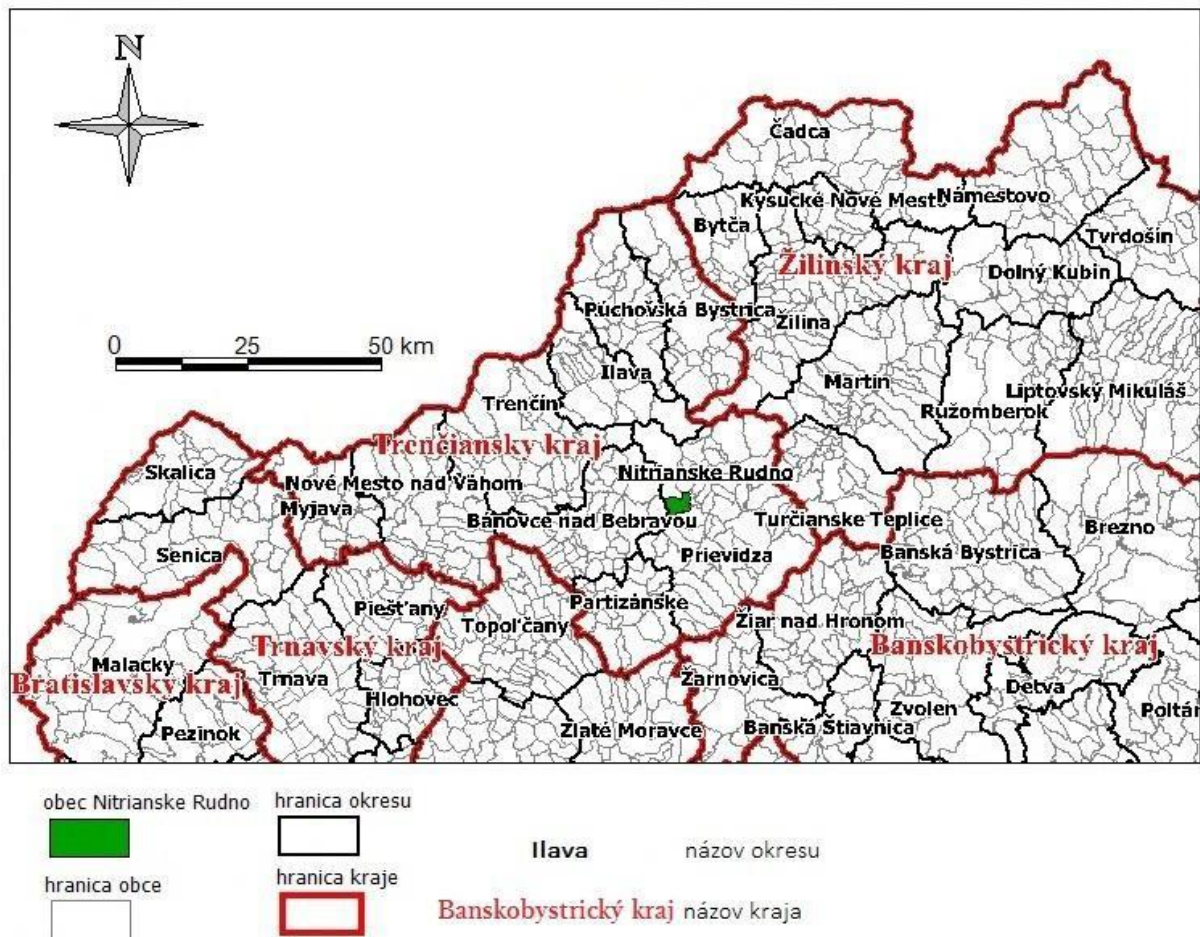 N
Čadca
Kysucké Nové Mesto
Námestovo
Bytča
Tvrdošín
Žilinský kraj
Dolný Kubín
Púchovská Bystrica
Žilina
0 25 50 km
Ilava
Martin
Liptovský Mikuláš
Trenčín
Ružomberok
Trenčiansky kraj
Skalica
Nitrianske Rudno
Nové Mesto nad Váhom
Myjava
Bánovce nad Bebravou
Turčianske Teplice
Brezno
Senica
Prievidza
Banská Bystrica
Piešťany
Partizánske
Topoľčany
Žiar nad Hronom
Trnavský kraj
Banskobystrický kraj
Malacky
Bratislavský kraj
Trnava
Žarnovica
Detva
Hlohovec
Zvolen
Poltár
Pezinok
Zlaté Moravce
Banská Štiavnica
obec Nitrianske Rudno
hranica okresu
Ilava názov okresu
hranica obce
hranica kraje
Banskobystrický kraj názov kraja